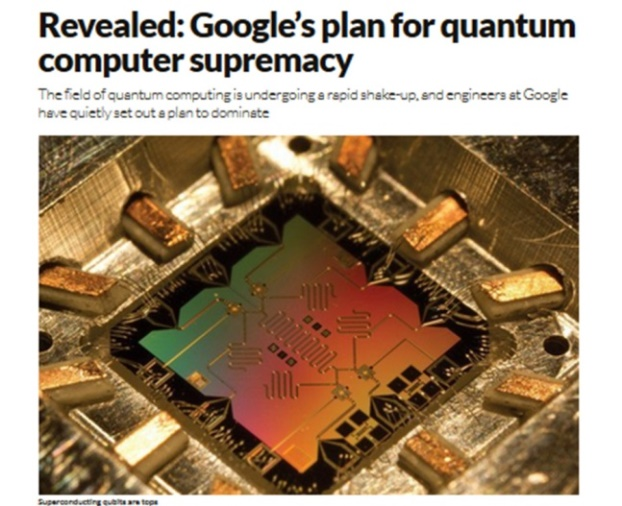 Revealed: Google's plan for quantum
computer supremacy
The field of quantum computing is undergoing a rapid shake-up, and engineers at Google
have quietly set out a plan to dominate
Superconducting qubits are tops